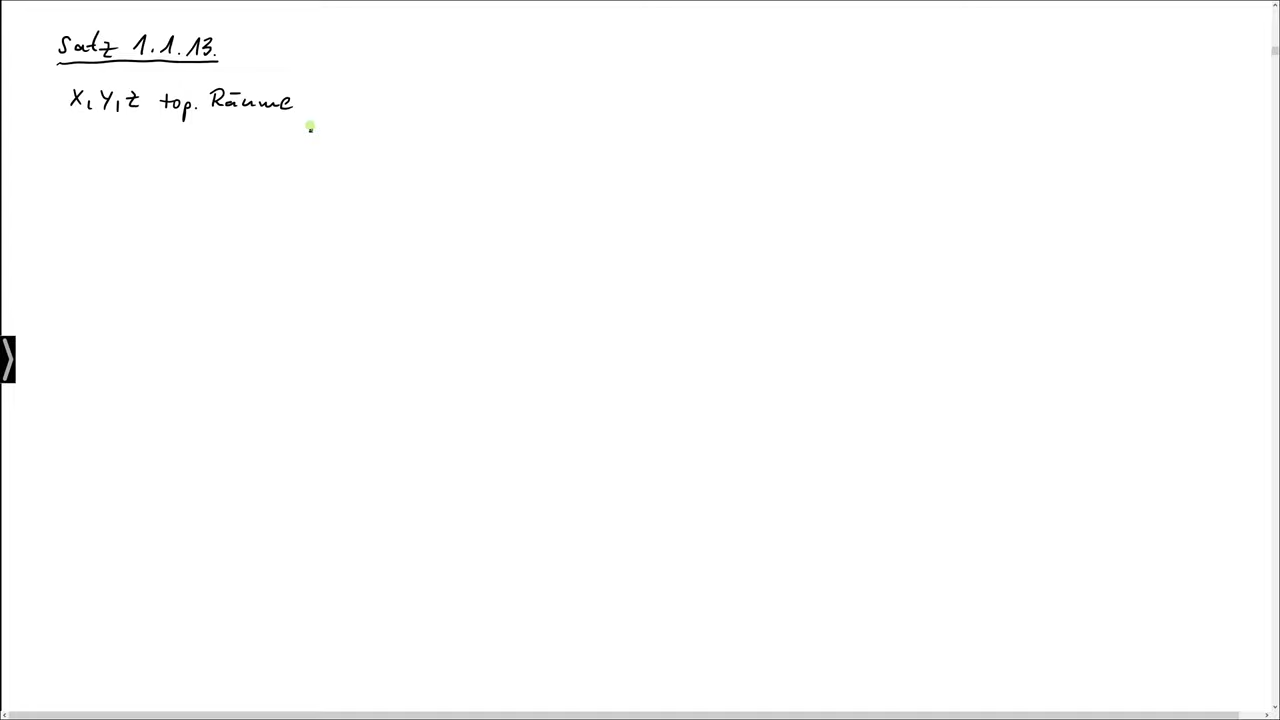 Satz 1.1.13.
X, Y, Z top. Räume